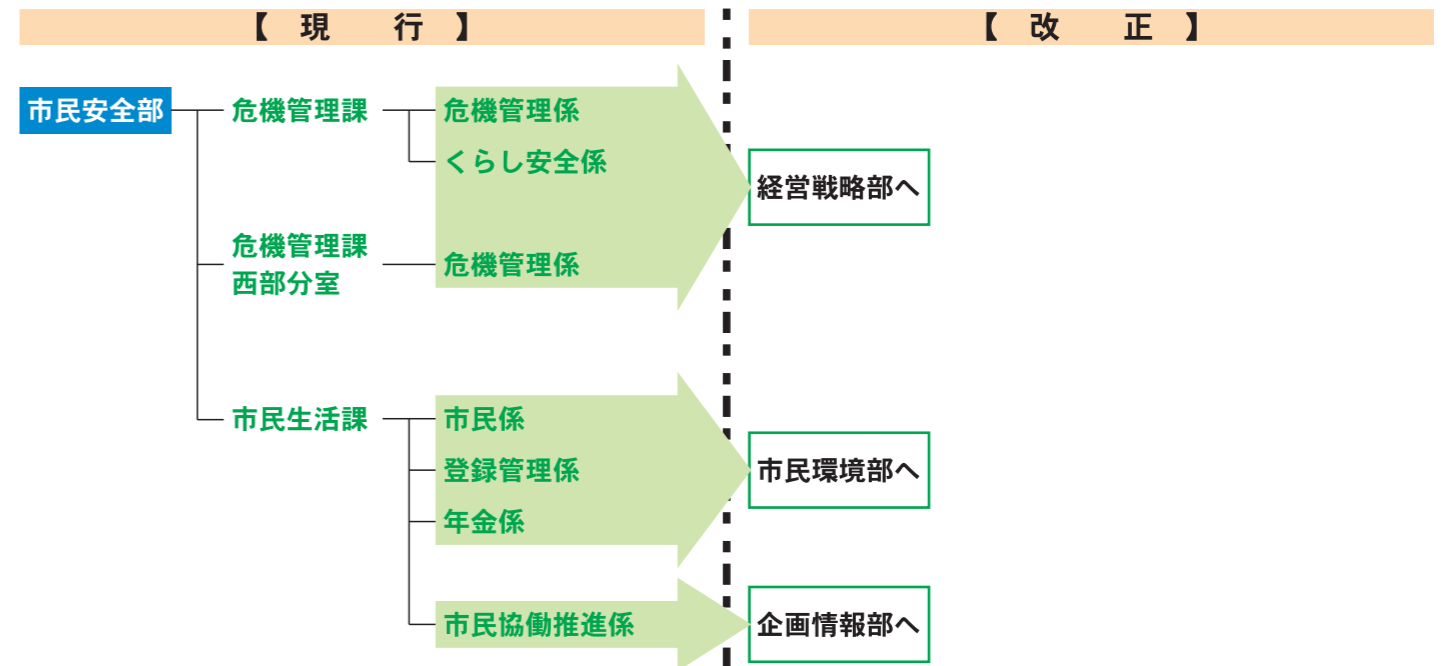 【 現 行 】
【 改 正 】
市民安全部
危機管理課
危機管理係
くらし安全係
経営戦略部へ
危機管理課
西部分室
危機管理係
市民生活課
市民係
登録管理係
年金係
市民環境部へ
市民協働推進係
企画情報部へ